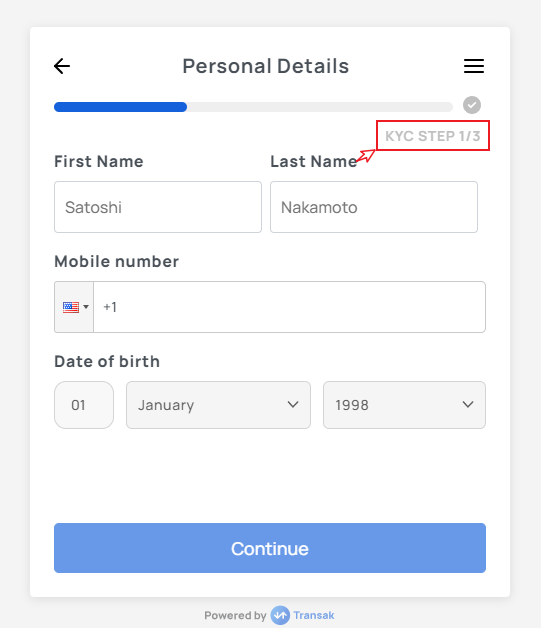 Personal Details
KYC STEP 1/3
First Name Last Name
Satoshi Nakamoto
Mobile number
+1
Date of birth
01 January 1998
Continue
Powered by Transak